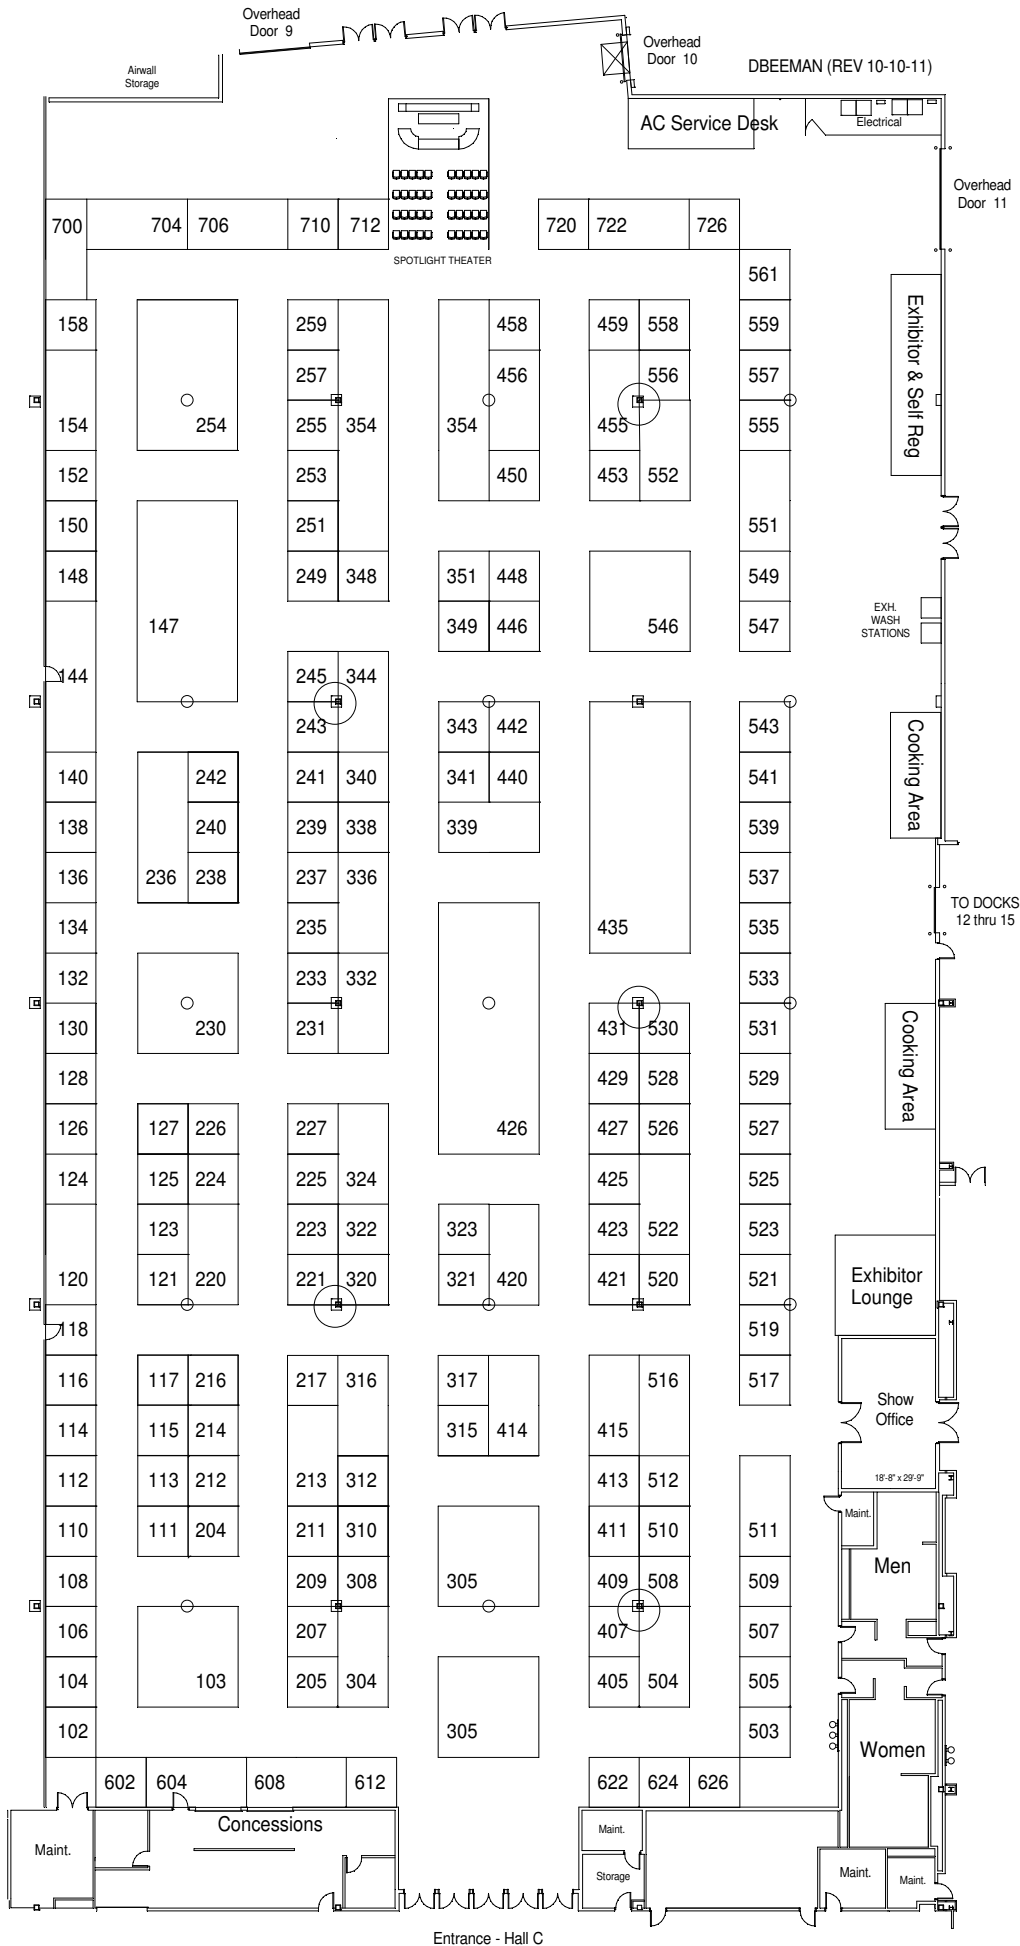 Overhead
Door 9
Overhead
Door 10
DBEEMAN (REV 10-10-11)
Airwall
Storage
AC Service Desk
Electrical
Overhead
Door 11
700 704 706 710 712 720 722 726
SPOTLIGHT THEATER
561
158 259 458 459 558 559
Exhibitor & Self Reg
257 456 556 557
154 254 255 354 354 455 555
152 253 450 453 552
150 251 551
148 249 348 351 448 549
EXH.
WASH
STATIONS
147 349 446 546 547
144 245 344
243 343 442 543
Cooking Area
140 242 241 340 341 440 541
138 240 239 338 339 539
136 236 238 237 336 537
134 235 435 535
TO DOCKS
12 thru 15
132 233 332 533
130 230 231 431 530 531
Cooking Area
128 429 528 529
126 127 226 227 426 427 526 527
124 125 224 225 324 425 525
123 223 322 323 423 522 523
120 121 220 221 320 321 420 421 520 521
Exhibitor
Lounge
118 519
116 117 216 217 316 317 516 517
Show
Office
114 115 214 315 414 415
112 113 212 213 312 413 512
18'-8" x 29'-9"
110 111 204 211 310 411 510 511
Maint.
Men
108 209 308 305 409 508 509
106 207 407 507
104 103 205 304 405 504 505
102 305 503
Women
602 604 608 612 622 624 626
Concessions
Maint.
Maint.
Storage
Maint.
Maint.
Entrance - Hall C